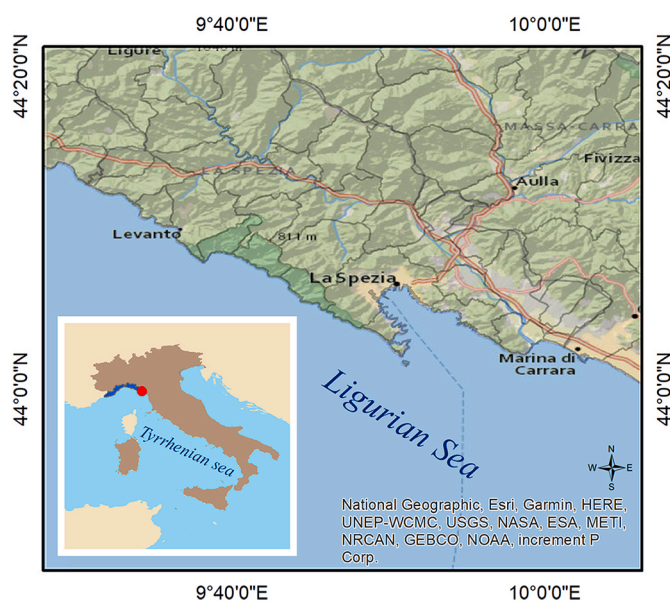 9°40'0"E
10°0'0"E
44°20'0"N
44°20'0"N
Ligure
MASSA-CARRA
Fivizza
LA SPEZIA
Aulla
Levanto
811 m
La Spezia
Marina di
Carrara
44°0'0"N
44°0'0"N
Ligurian Sea
Tyrrhenian sea
N
W
E
S
National Geographic, Esri, Garmin, HERE,
UNEP-WCMC, USGS, NASA, ESA, METI,
NRCAN, GEBCO, NOAA, increment P
Corp.
9°40'0"E
10°0'0"E